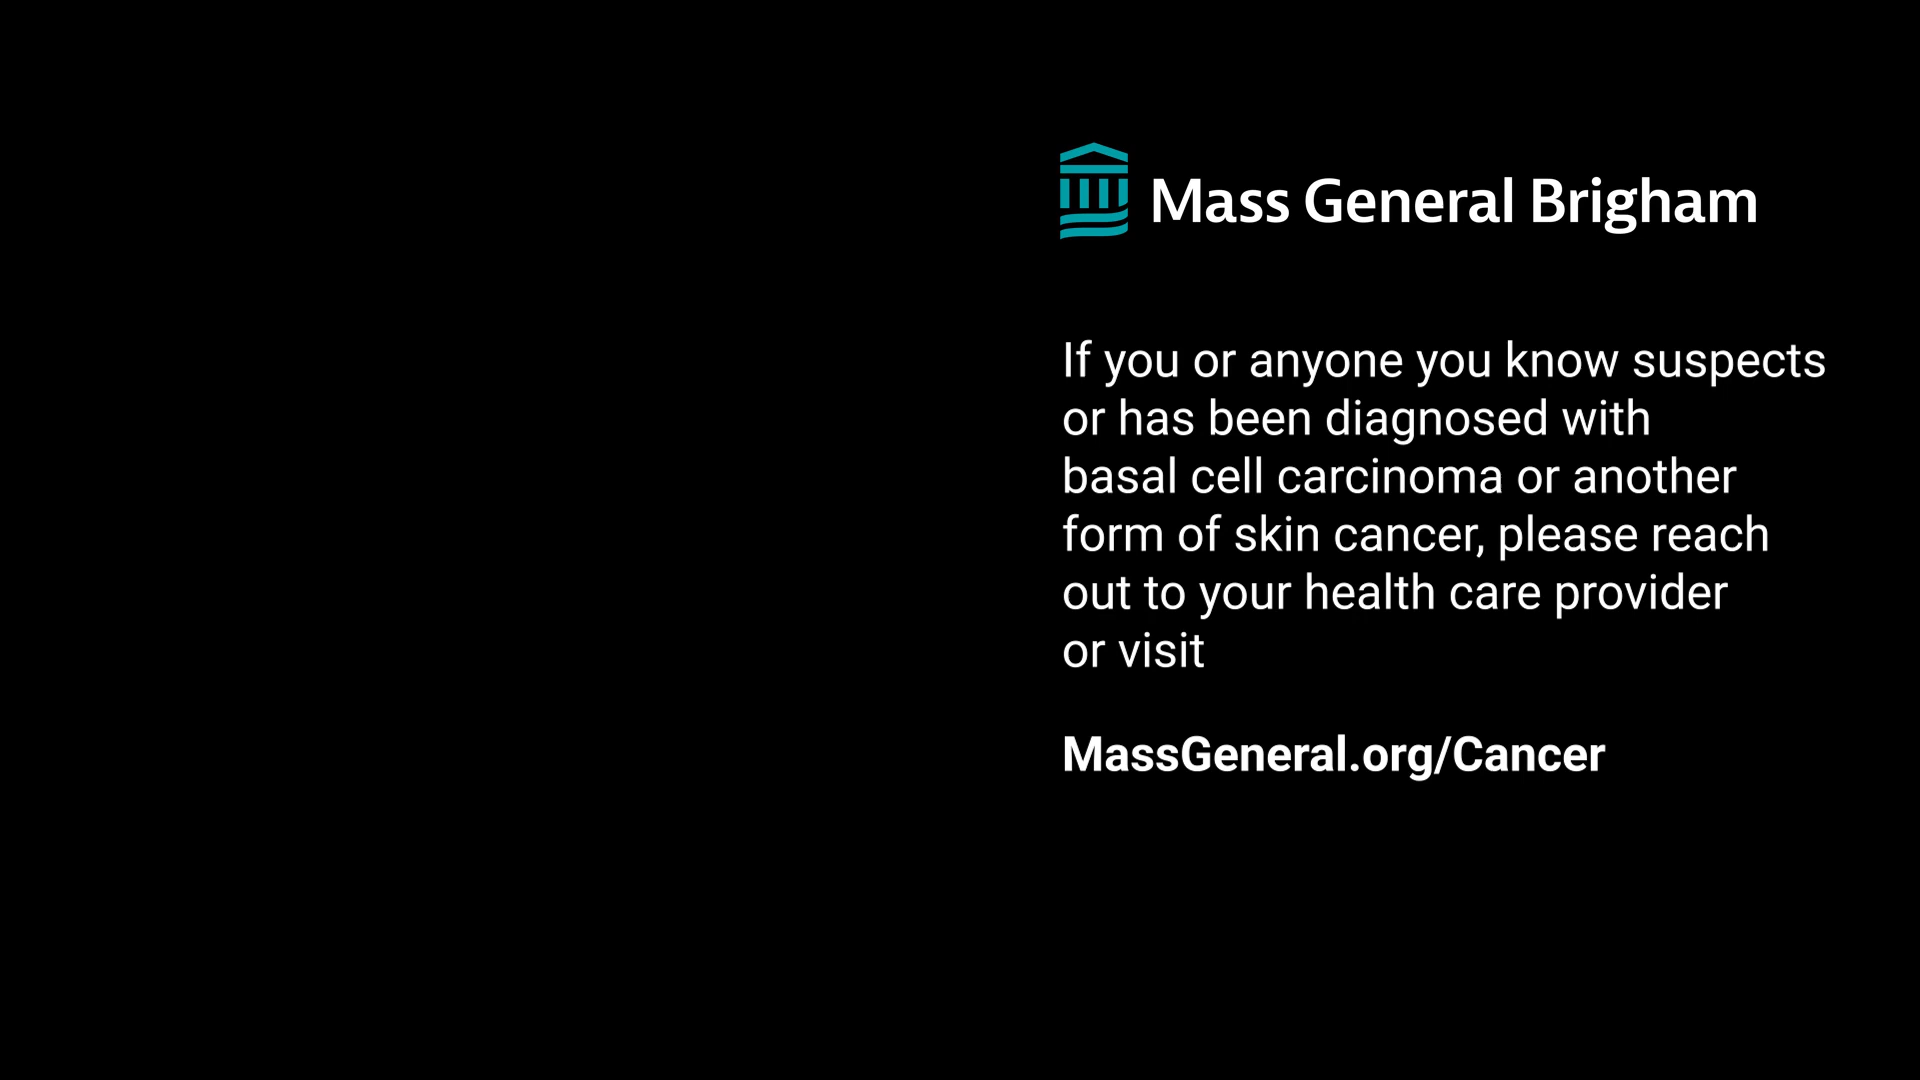 Mass General Brigham
If you or anyone you know suspects
or has been diagnosed with
basal cell carcinoma or another
form of skin cancer, please reach
out to your health care provider
or visit
MassGeneral.org/Cancer